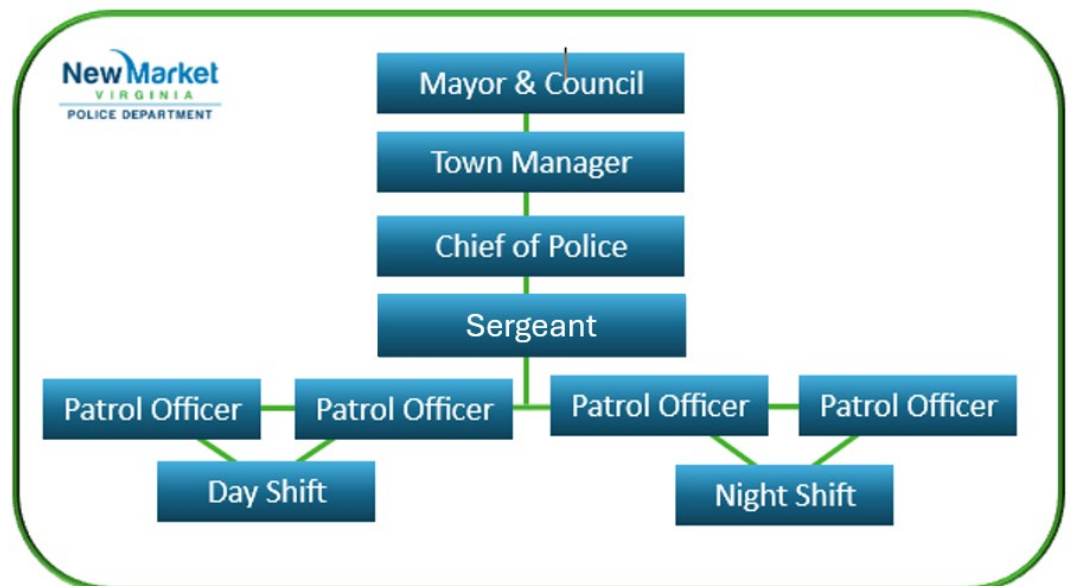 New Market
VIRGINIA
POLICE DEPARTMENT
Mayor & Council
Town Manager
Chief of Police
Sergeant
Patrol Officer
Patrol Officer
Patrol Officer
Patrol Officer
Day Shift
Night Shift